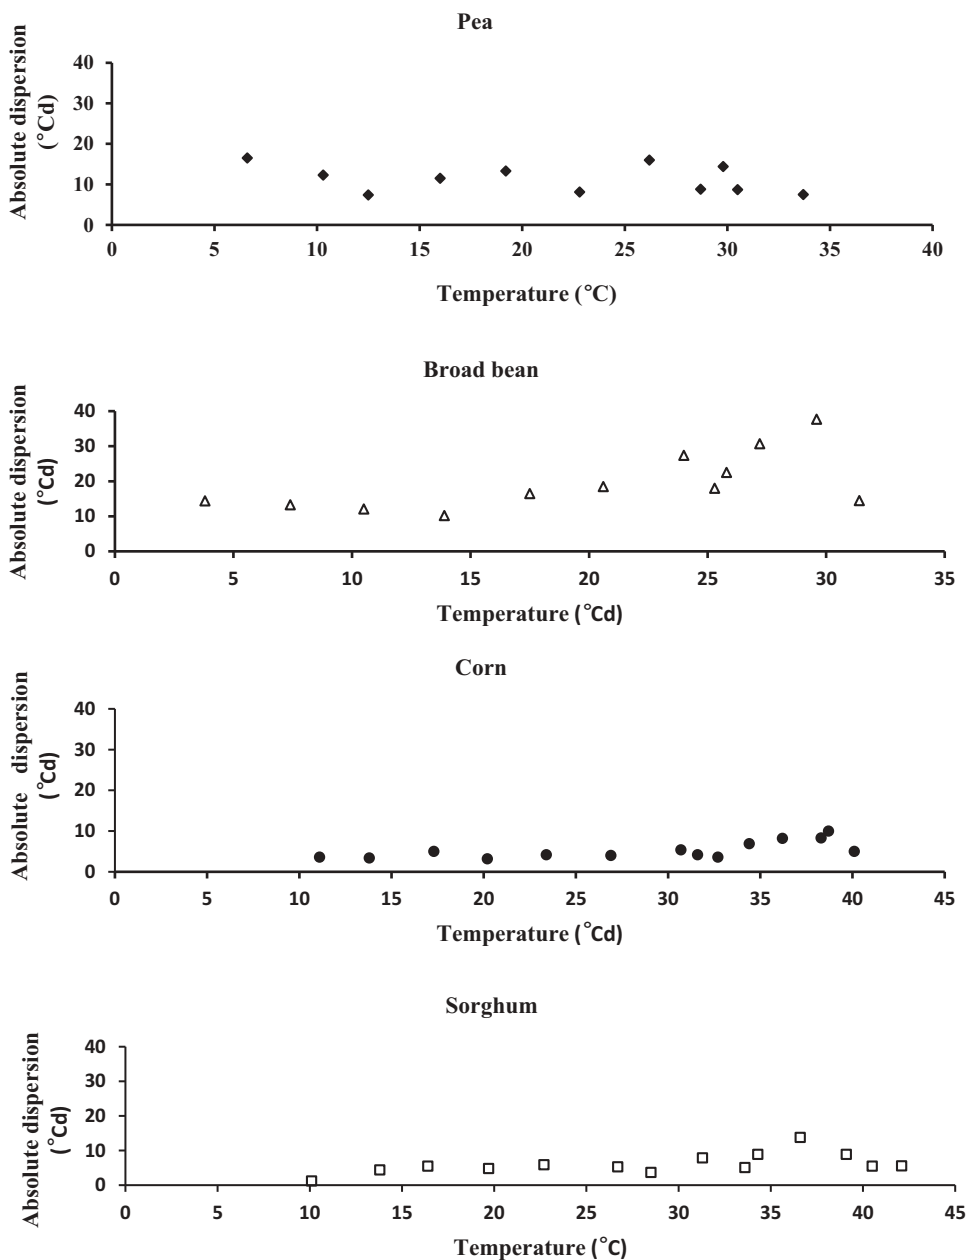 Pea
Absolute dispersion
(°Cd)
40
30
20
10
0
0 5 10 15 20 25 30 35 40
Temperature (°C)
Broad bean
Absolute dispersion
(°Cd)
40
30
20
10
0
0 5 10 15 20 25 30 35
Temperature (°Cd)
Corn
Absolute dispersion
(°Cd)
40
30
20
10
0
0 5 10 15 20 25 30 35 40 45
Temperature (°Cd)
Sorghum
Absolute dispersion
(°Cd)
40
30
20
10
0
0 5 10 15 20 25 30 35 40 45
Temperature (°C)